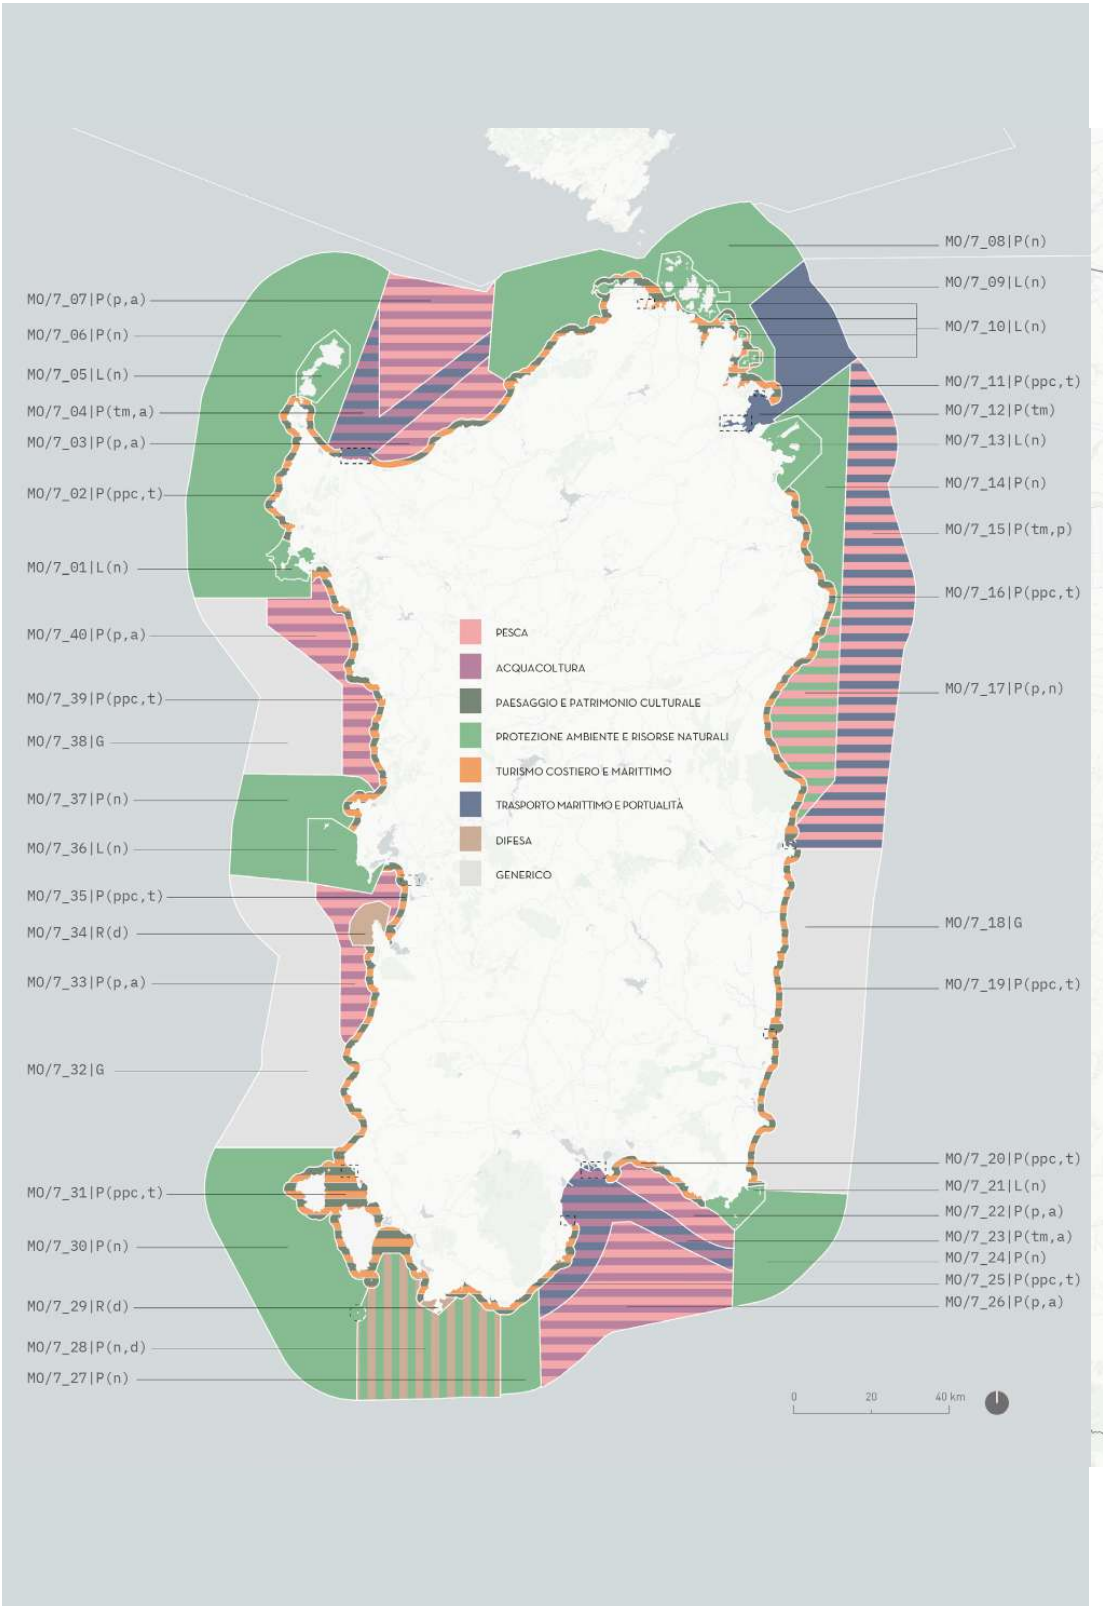 MO/7_07|P(p,a)
MO/7_06|P(n)
MO/7_05|L(n)
MO/7_04|P(tm,a)
MO/7_03|P(p,a)
MO/7_02|P(ppc,t)
MO/7_01|L(n)
MO/7_40|P(p,a)
MO/7_39|P(ppc,t)
MO/7_38|G
MO/7_37|P(n)
MO/7_36|L(n)
MO/7_35|P(ppc,t)
MO/7_34|R(d)
MO/7_33|P(p,a)
MO/7_32|G
MO/7_31|P(ppc,t)
MO/7_30|P(n)
MO/7_29|R(d)
MO/7_28|P(n,d)
MO/7_27|P(n)
PESCA
ACQUACOLTURA
PAESAGGIO E PATRIMONIO CULTURALE
PROTEZIONE AMBIENTE E RISORSE NATURALI
TURISMO COSTIERO E MARITTIMO
TRASPORTO MARITTIMO E PORTUALITÀ
DIFESA
GENERICO
MO/7_08|P(n)
MO/7_09|L(n)
MO/7_10|L(n)
MO/7_11|P(ppc,t)
MO/7_12|P(tm)
MO/7_13|L(n)
MO/7_14|P(n)
MO/7_15|P(tm,p)
MO/7_16|P(ppc,t)
MO/7_17|P(p,n)
MO/7_18|G
MO/7_19|P(ppc,t)
MO/7_20|P(ppc,t)
MO/7_21|L(n)
MO/7_22|P(p,a)
MO/7_23|P(tm,a)
MO/7_24|P(n)
MO/7_25|P(ppc,t)
MO/7_26|P(p,a)
0 20 40 km